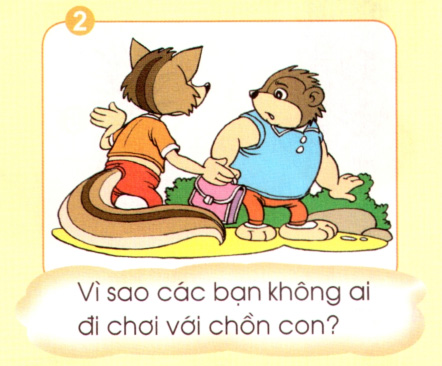 2
Vì sao các bạn không ai
đi chơi với chồn con?